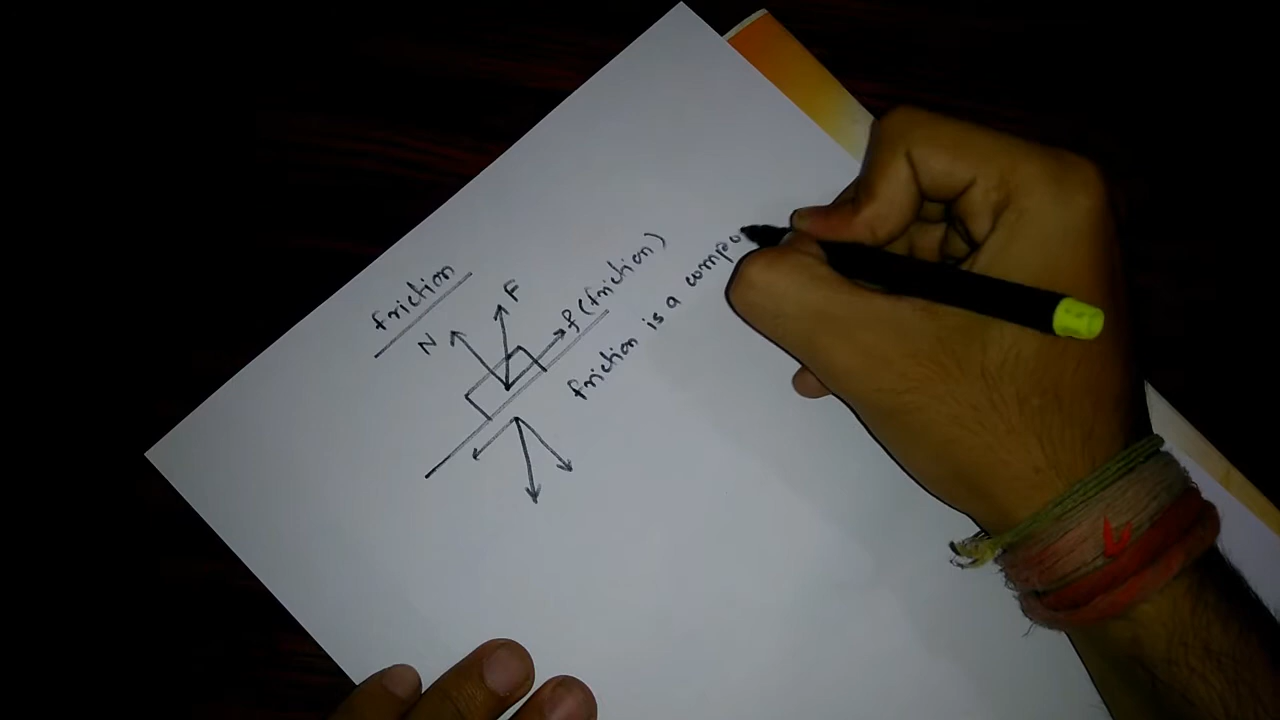 friction
N
F
f (friction)
friction is a compo